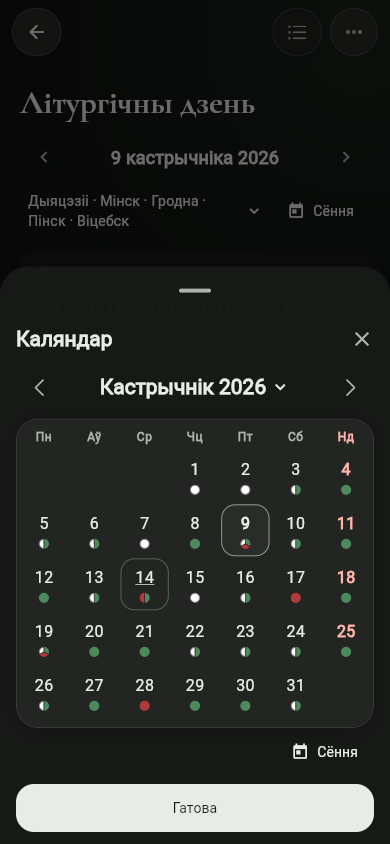 Літургічны дзень
9 кастрычніка 2026
Дыяцэзіі · Мінск · Гродна ·
Пінск · Віцебск
Сёння
Каляндар
Кастрычнік 2026
Пн Аў Ср Чц Пт Сб Нд
1 2 3 4
5 6 7 8 9 10 11
12 13 14 15 16 17 18
19 20 21 22 23 24 25
26 27 28 29 30 31
Сёння
Гатова